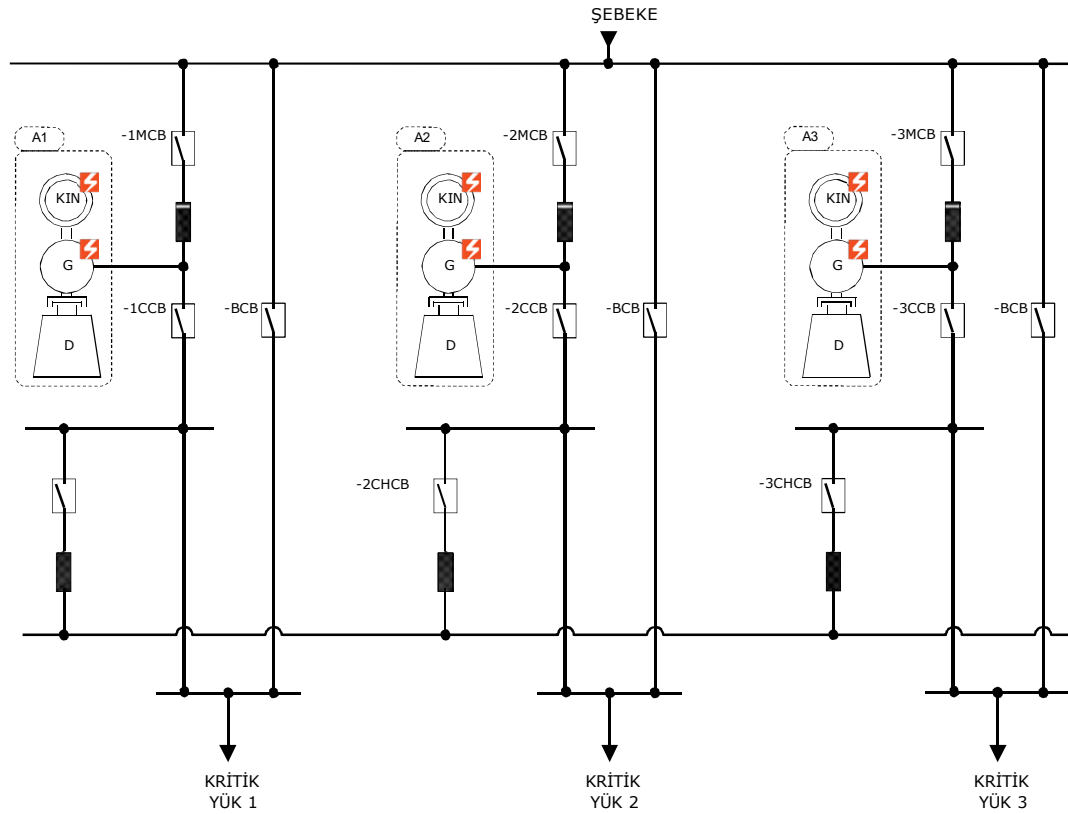 ŞEBEKE
-1MCB
-2MCB
-3MCB
A1
A2
A3
KIN
KIN
KIN
G
G
G
-1CCB
-BCB
-2CCB
-BCB
-3CCB
-BCB
D
D
D
-2CHCB
-3CHCB
KRİTİK
YÜK 1
KRİTİK
YÜK 2
KRİTİK
YÜK 3